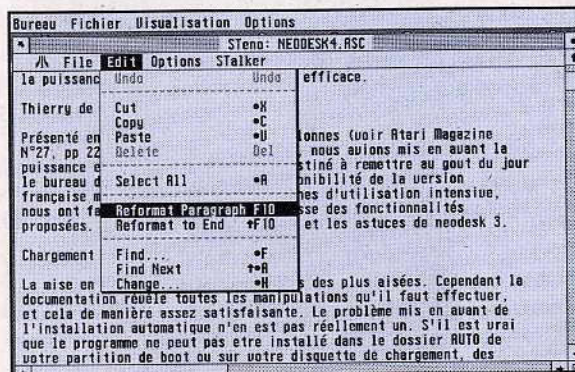 Bureau Fichier Visualisation Options
STeno: NEODESK4.ASC
File Edit Options STalker
la puissanc
efficace.
Undo Undo
Cut •X
Copy •C
Paste •V
Delete Del
Select All •A
Reformat Paragraph F10
Reformat to End ↑F10
Find... •F
Find Next ↑•A
Change... •H
Thierry de
Présenté en
lonnes (voir Atari Magazine
N°27, pp 22
, nous avions mis en avant la
puissance e
stiné à remettre au gout du jour
le bureau d
onibilité de la version
française m
hes d'utilisation intensive,
nous ont fa
sse des fonctionnalités
proposées.
et les astuces de neodesk 3.
Chargement
La mise en
s des plus aisées. Cependant la
documentation révèle toutes les manipulations qu'il faut effectuer,
et cela de manière assez satisfaisante. Le problème mis en avant de
l'installation automatique n'en est pas réellement un. S'il est vrai
que le programme ne peut pas etre installé dans le dossier AUTO de
votre partition de boot ou sur votre disquette de chargement, des